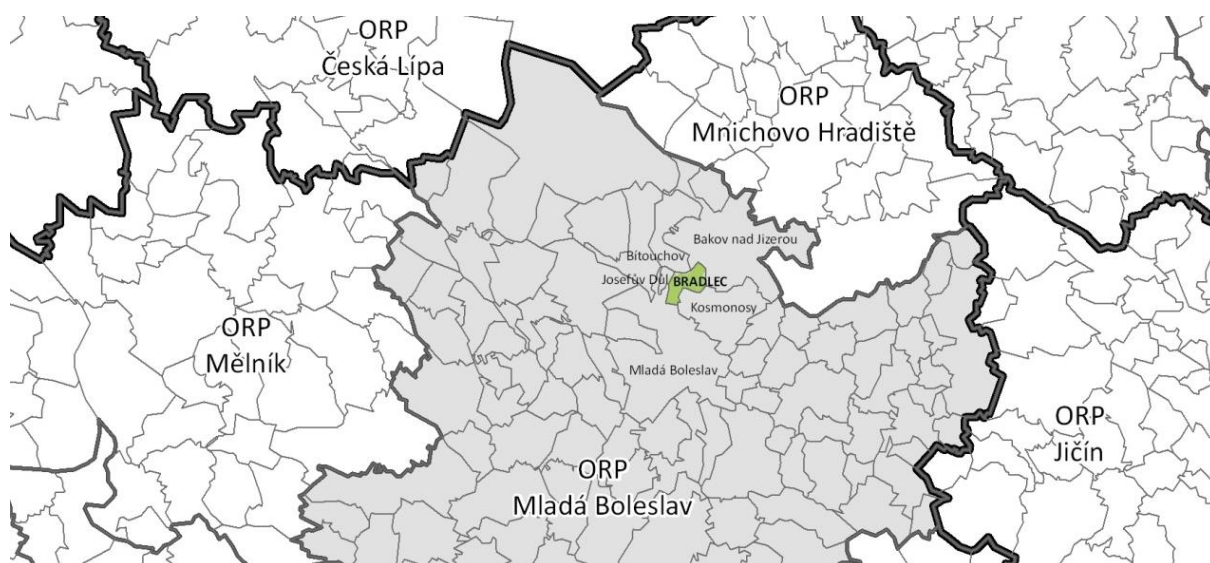 ORP
Česká Lípa
ORP
Mnichovo Hradiště
Bakov nad Jizerou
Bítouchov
Josefův Důl
BRADLEC
Kosmonosy
ORP
Mělník
Mladá Boleslav
ORP
Jičín
ORP
Mladá Boleslav